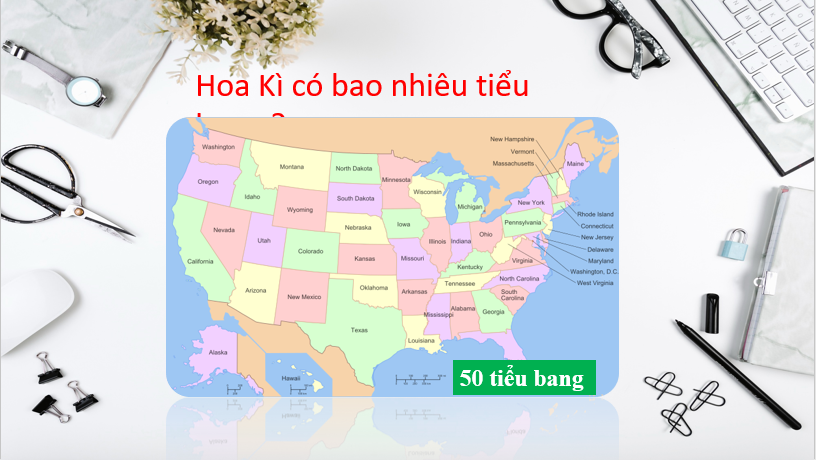 Hoa Kì có bao nhiêu tiểu
New Hampshire
Vermont
Massachusetts
Washington
Montana
North Dakota
Minnesota
Maine
Oregon
Idaho
Wyoming
South Dakota
Wisconsin
Michigan
New York
Rhode Island
Connecticut
New Jersey
Delaware
Maryland
Washington, D.C.
West Virginia
Nevada
Utah
Colorado
Nebraska
Iowa
Illinois
Indiana
Ohio
Pennsylvania
California
Kansas
Missouri
Kentucky
Virginia
Arizona
New Mexico
Oklahoma
Arkansas
Tennessee
North Carolina
South
Carolina
Texas
Louisiana
Mississippi
Alabama
Georgia
Alaska
Hawaii
50 tiểu bang